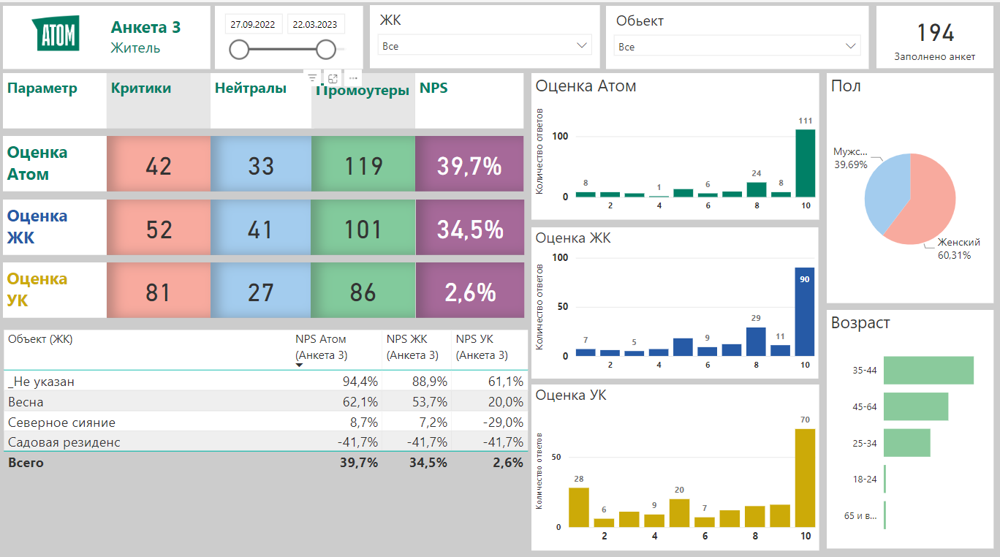 АТОМ
Анкета 3
Житель
27.09.2022 22.03.2023
ЖК
Все
Обьект
Все
194
Заполнено анкет
Параметр Критики Нейтралы Промоутеры NPS
Оценка
Атом
42 33 119 39,7%
Оценка
ЖК
52 41 101 34,5%
Оценка
УК
81 27 86 2,6%
Объект (ЖК) NPS Атом NPS ЖК NPS УК
(Анкета 3) (Анкета 3) (Анкета 3)
_Не указан 94,4% 88,9% 61,1%
Весна 62,1% 53,7% 20,0%
Северное сияние 8,7% 7,2% -29,0%
Садовая резиденс -41,7% -41,7% -41,7%
Всего 39,7% 34,5% 2,6%
Оценка Атом
Количество ответов
100
0
8 1 6 24 8 111
2 4 6 8 10
Оценка ЖК
Количество ответов
100
50
0
7 5 9 29 11 90
2 4 6 8 10
Оценка УК
Количество ответов
50
0
28 6 9 20 7 70
2 4 6 8 10
Пол
Мужс...
39,69%
Женский
60,31%
Возраст
35-44
45-64
25-34
18-24
65 и в...